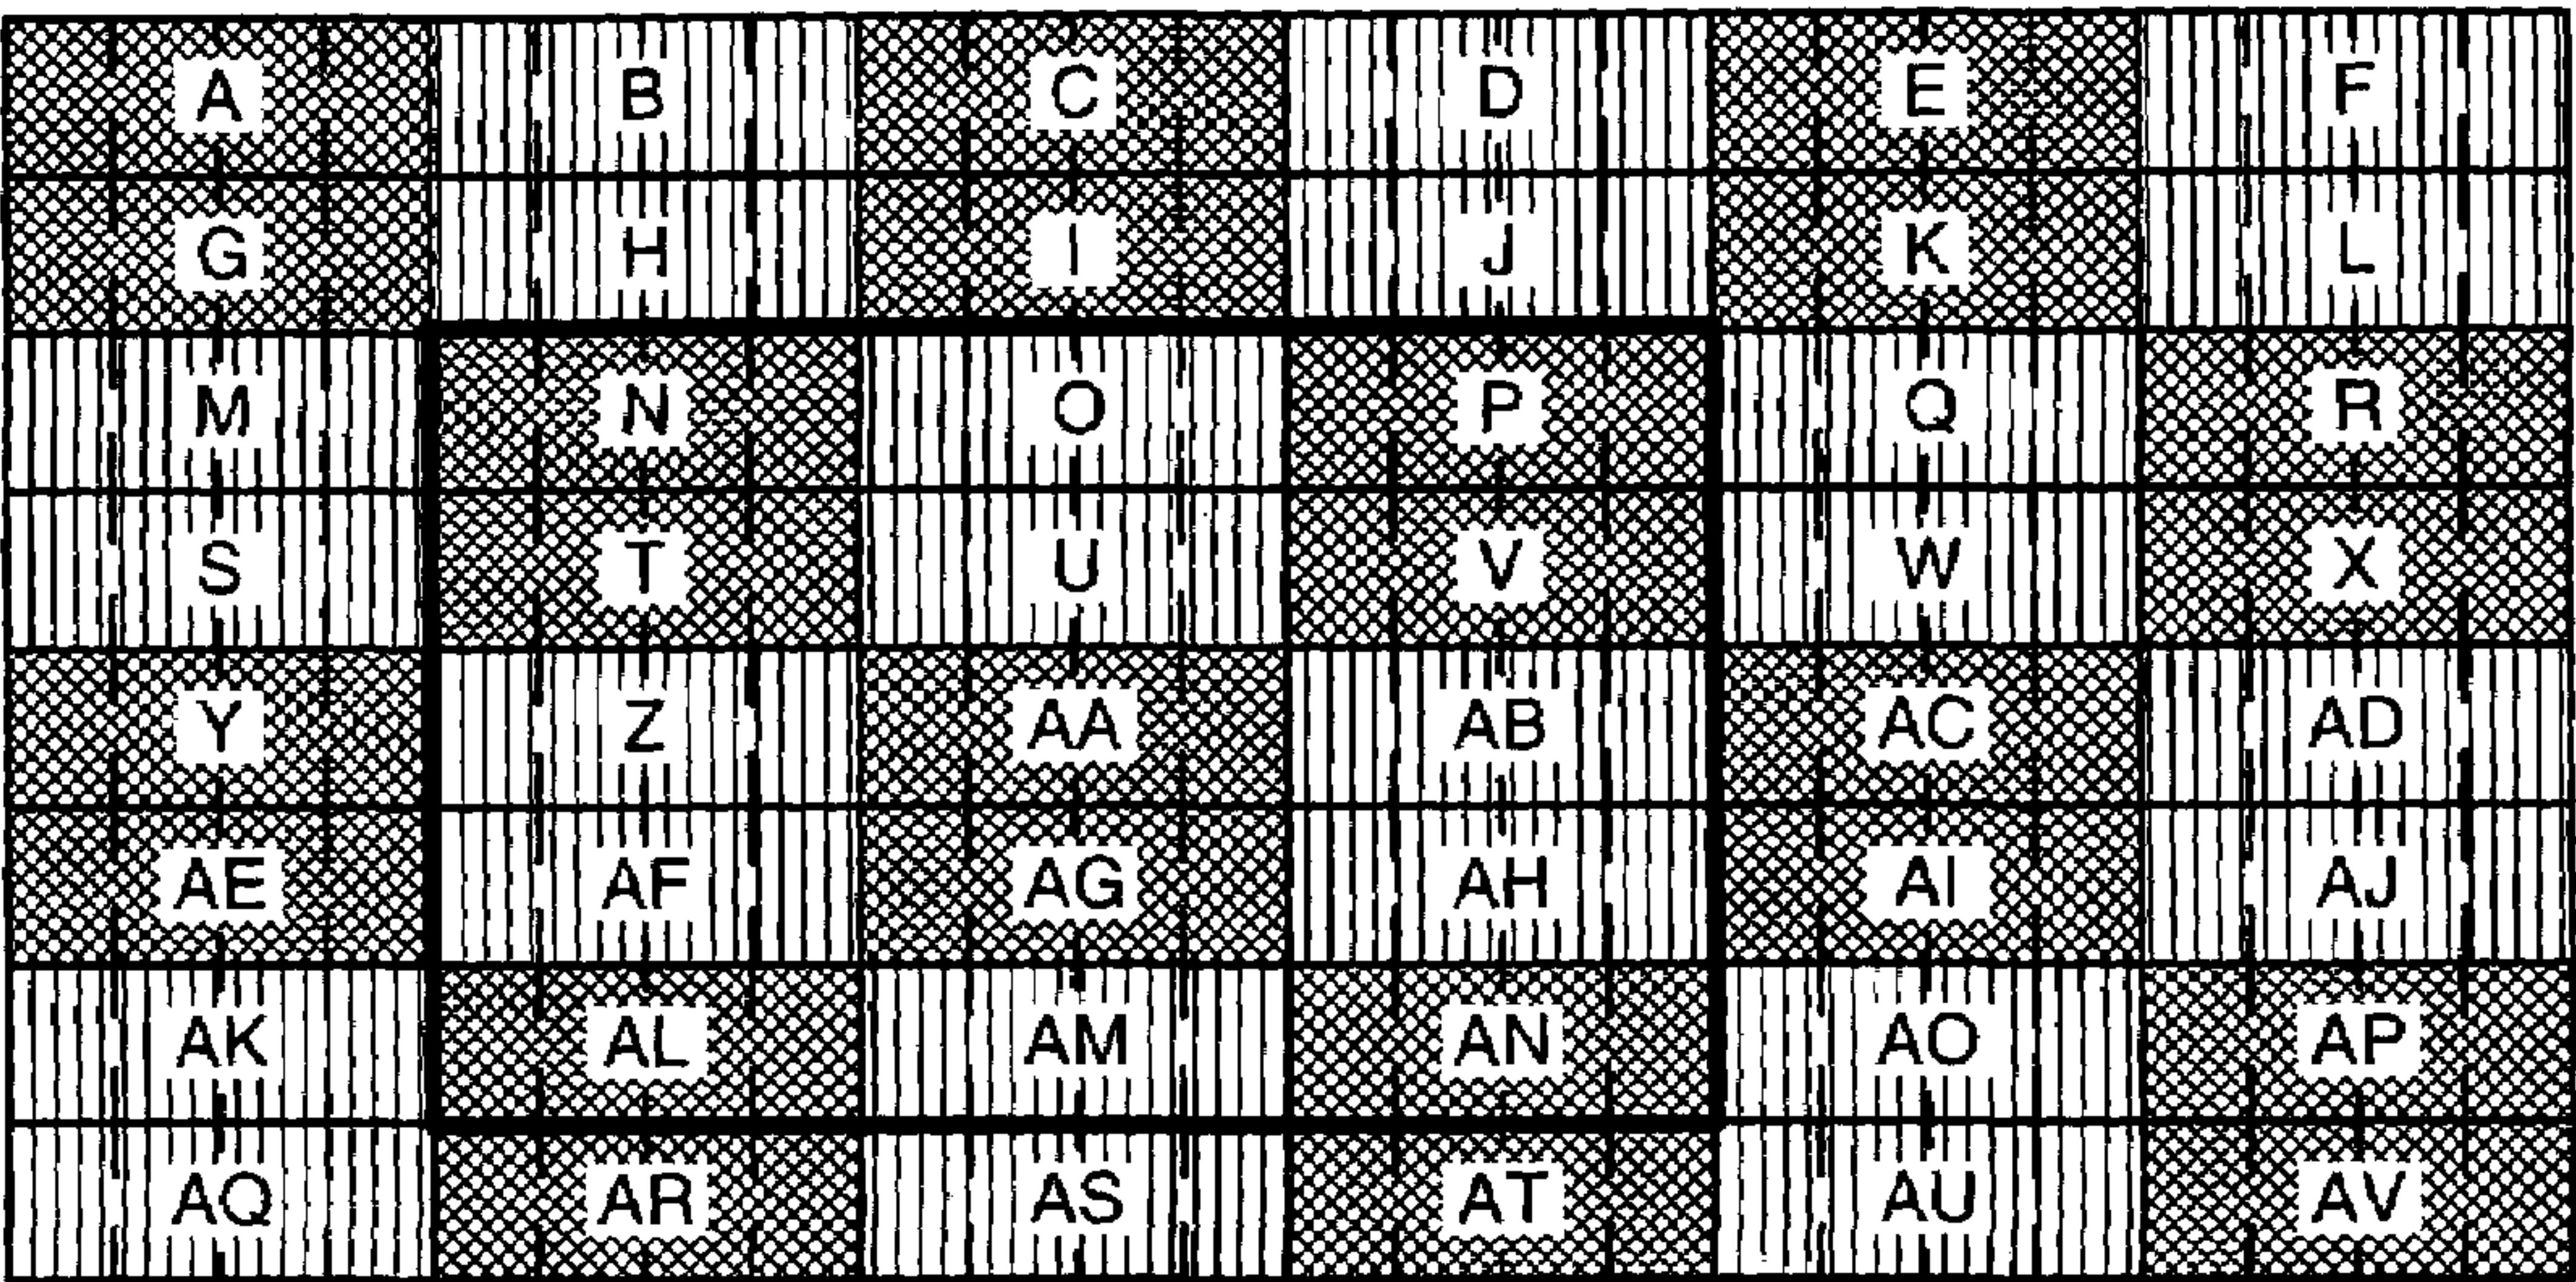 A B C D E F
G H I J K L
M N O P Q R
S T U V W X
Y Z AA AB AC AD
AE AF AG AH AI AJ
AK AL AM AN AO AP
AQ AR AS AT AU AV